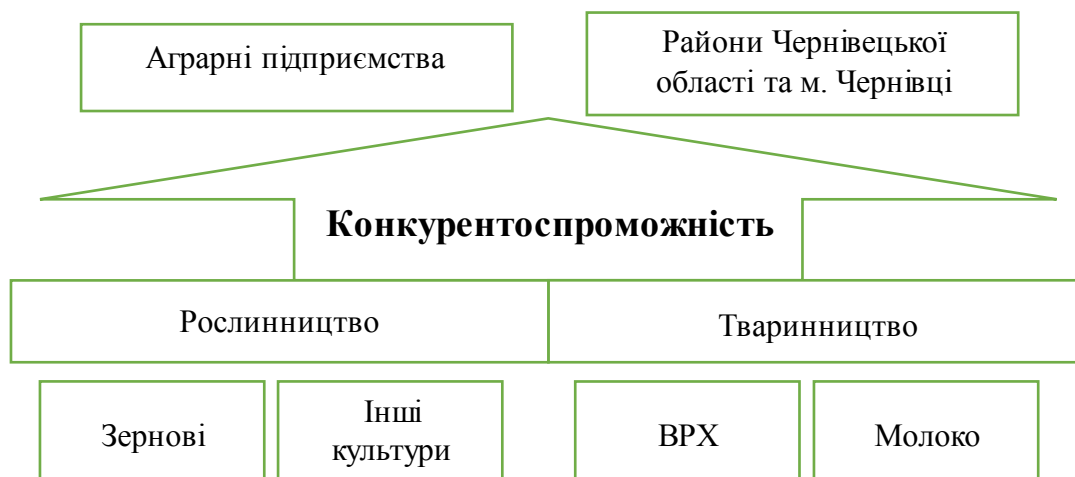 Аграрні підприємства
Райони Чернівецької
області та м. Чернівці
Конкурентоспроможність
Рослинництво
Тваринництво
Зернові
Інші
культури
ВРХ
Молоко